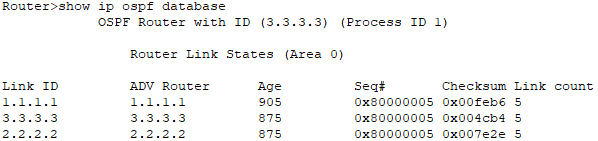 Router>show ip ospf database
OSPF Router with ID (3.3.3.3) (Process ID 1)
Router Link States (Area 0)
Link ID ADV Router Age Seq# Checksum Link count
1.1.1.1 1.1.1.1 905 0x80000005 0x00feb6 5
3.3.3.3 3.3.3.3 875 0x80000005 0x004cb4 5
2.2.2.2 2.2.2.2 875 0x80000005 0x007e2e 5